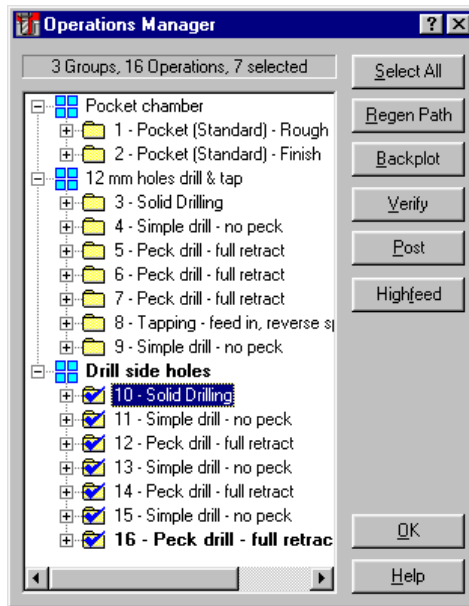 Operations Manager
3 Groups, 16 Operations, 7 selected
Select All
Regen Path
Backplot
Verify
Post
Highfeed
Pocket chamber
1 - Pocket (Standard) - Rough
2 - Pocket (Standard) - Finish
12 mm holes drill & tap
3 - Solid Drilling
4 - Simple drill - no peck
5 - Peck drill - full retract
6 - Peck drill - full retract
7 - Peck drill - full retract
8 - Tapping - feed in, reverse sp
9 - Simple drill - no peck
Drill side holes
10 - Solid Drilling
11 - Simple drill - no peck
12 - Peck drill - full retract
13 - Simple drill - no peck
14 - Peck drill - full retract
15 - Simple drill - no peck
16 - Peck drill - full retrac
OK
Help